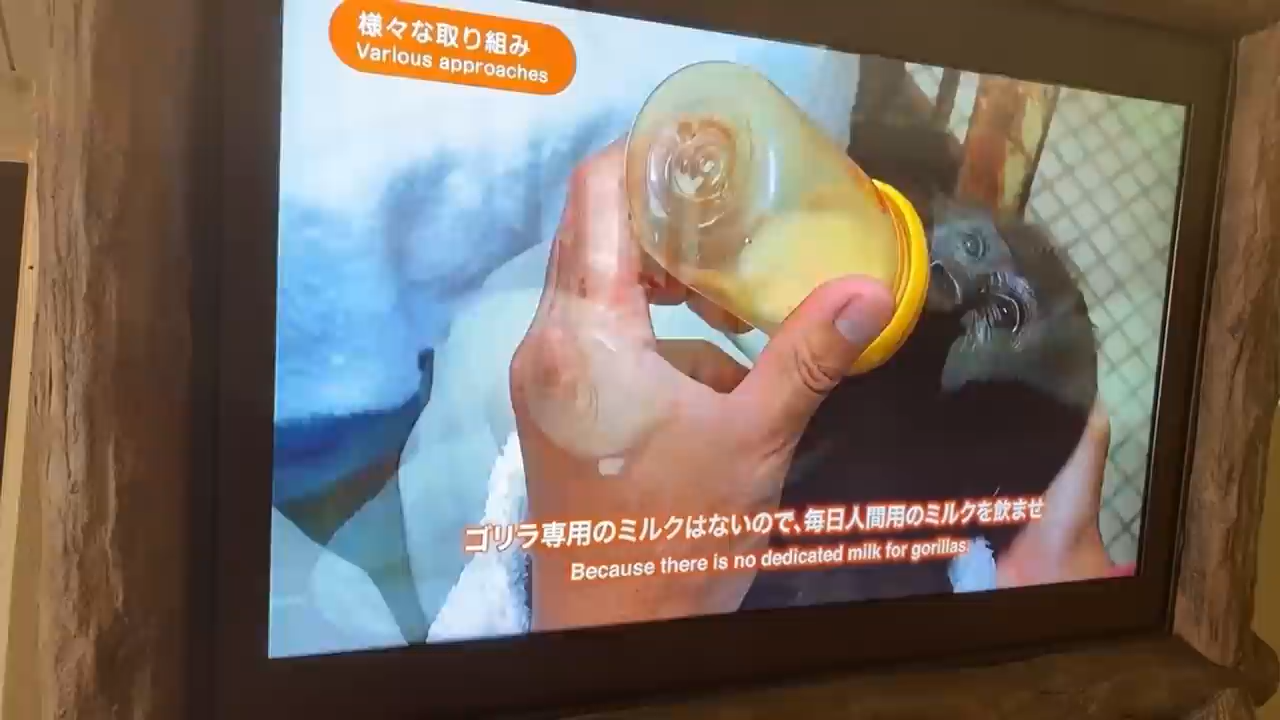 様々な取り組み
Various approaches
ゴリラ専用のミルクはないので、毎日人間用のミルクを飲ませ
Because there is no dedicated milk for gorillas.